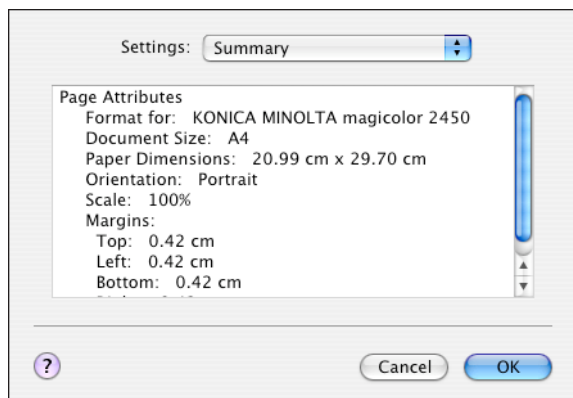 Settings: Summary
Page Attributes
Format for: KONICA MINOLTA magicolor 2450
Document Size: A4
Paper Dimensions: 20.99 cm x 29.70 cm
Orientation: Portrait
Scale: 100%
Margins:
Top: 0.42 cm
Left: 0.42 cm
Bottom: 0.42 cm
? Cancel OK